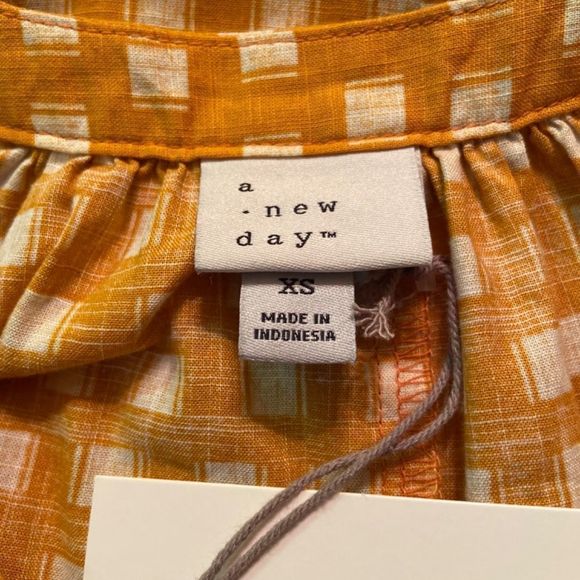 a
· new
day™
XS
MADE IN
INDONESIA